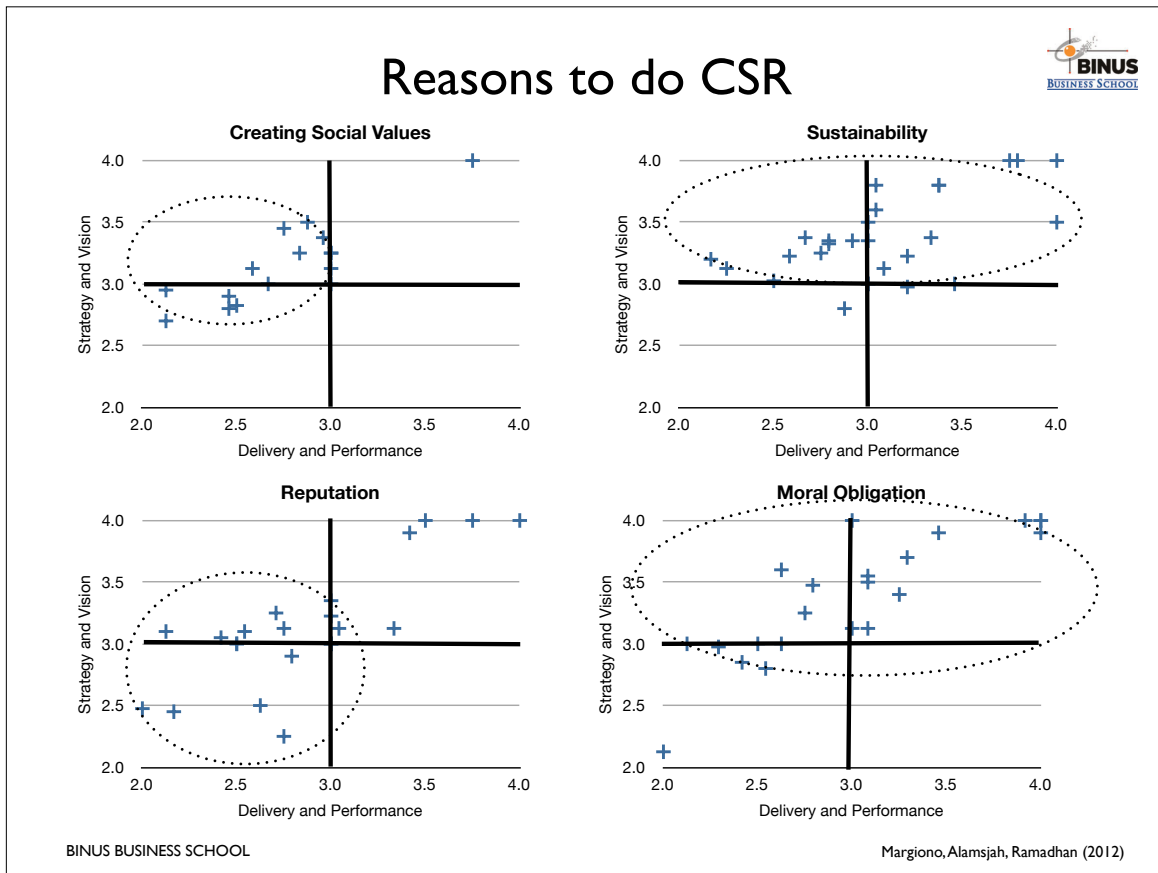 Reasons to do CSR
BINUS
BUSINESS SCHOOL
Creating Social Values
4.0
3.5
3.0
2.5
2.0
Strategy and Vision
2.0 2.5 3.0 3.5 4.0
Delivery and Performance
Sustainability
4.0
3.5
3.0
2.5
2.0
Strategy and Vision
2.0 2.5 3.0 3.5 4.0
Delivery and Performance
Reputation
4.0
3.5
3.0
2.5
2.0
Strategy and Vision
2.0 2.5 3.0 3.5 4.0
Delivery and Performance
Moral Obligation
4.0
3.5
3.0
2.5
2.0
Strategy and Vision
2.0 2.5 3.0 3.5 4.0
Delivery and Performance
BINUS BUSINESS SCHOOL
Margiono, Alamsjah, Ramadhan (2012)